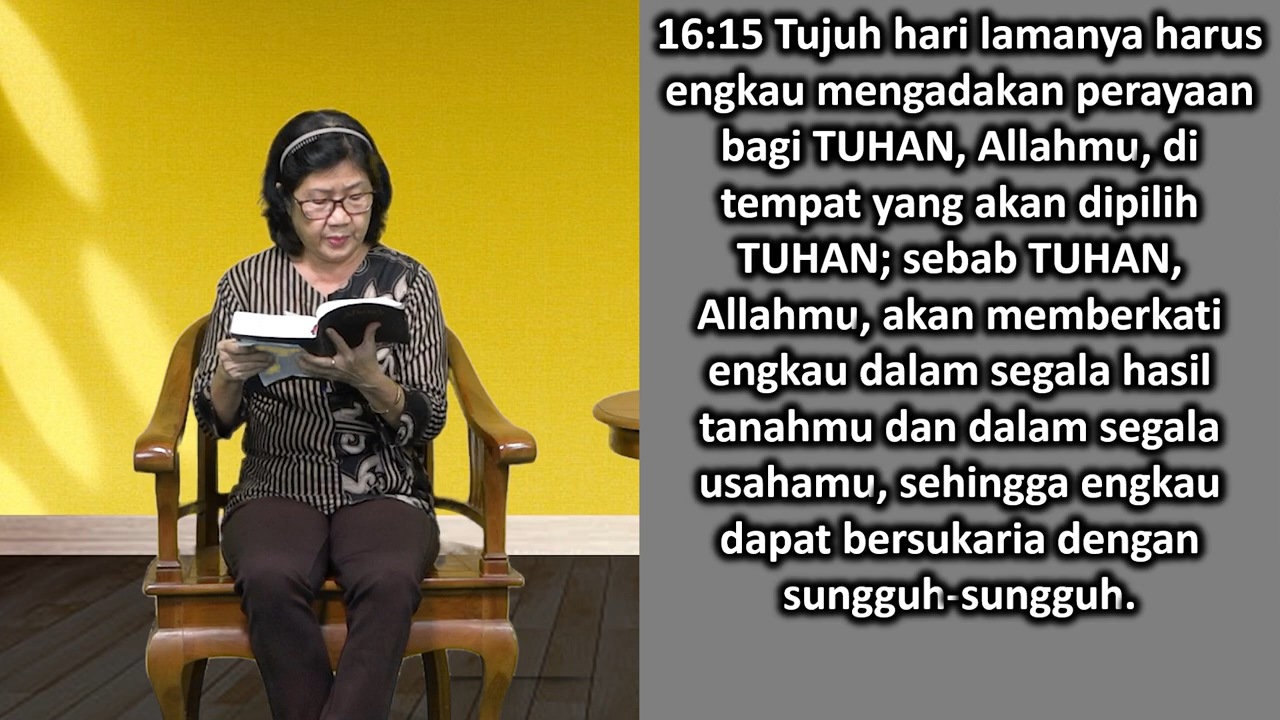 16:15 Tujuh hari lamanya harus
engkau mengadakan perayaan
bagi TUHAN, Allahmu, di
tempat yang akan dipilih
TUHAN; sebab TUHAN,
Allahmu, akan memberkati
engkau dalam segala hasil
tanahmu dan dalam segala
usahamu, sehingga engkau
dapat bersukaria dengan
sungguh-sungguh.